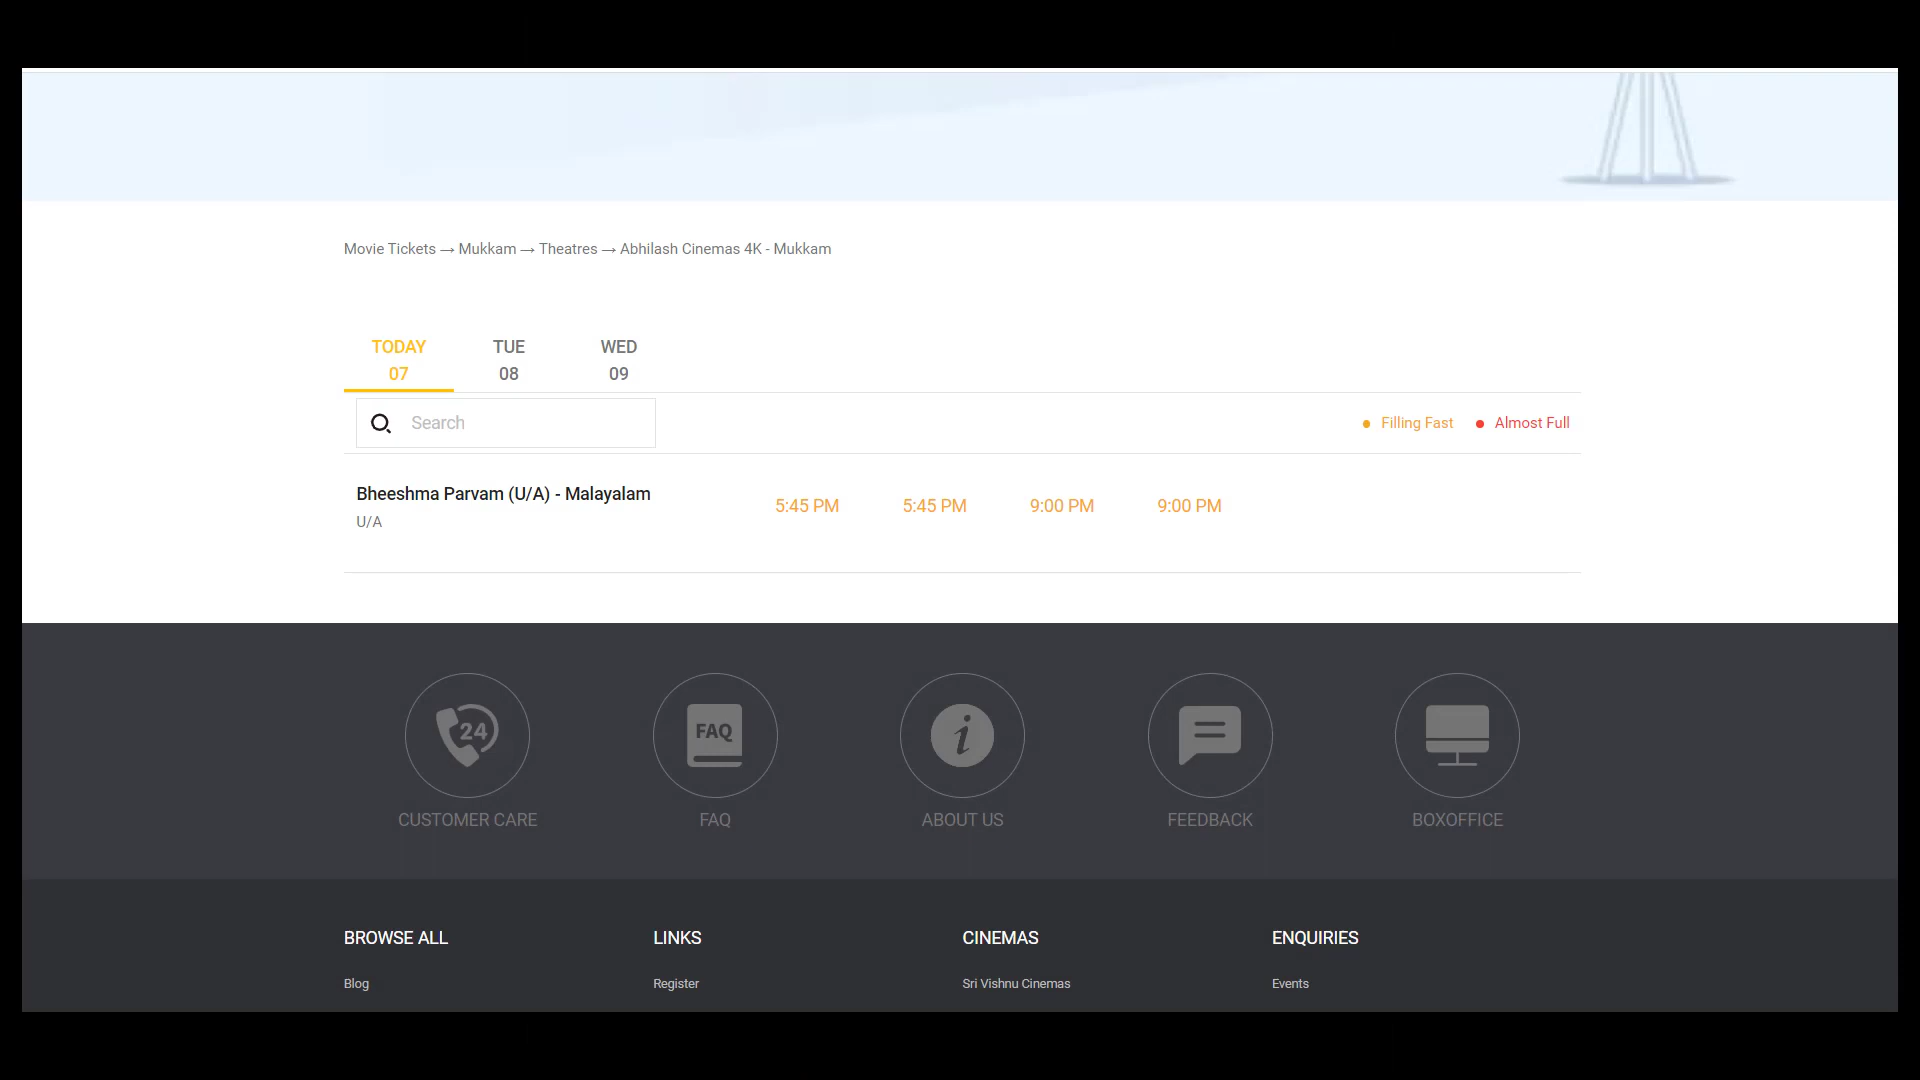 Movie Tickets → Mukkam → Theatres → Abhilash Cinemas 4K - Mukkam
TODAY TUE WED
07 08 09
Search Filling Fast Almost Full
Bheeshma Parvam (U/A) - Malayalam
U/A
5:45 PM 5:45 PM 9:00 PM 9:00 PM
24 FAQ i
CUSTOMER CARE FAQ ABOUT US FEEDBACK BOXOFFICE
BROWSE ALL LINKS CINEMAS ENQUIRIES
Blog Register Sri Vishnu Cinemas Events